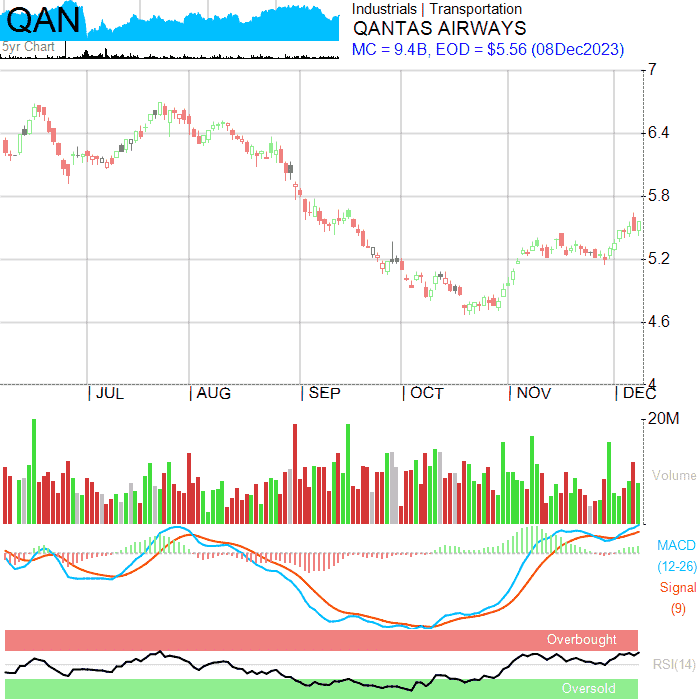 QAN
5yr Chart
Industrials | Transportation
QANTAS AIRWAYS
MC = 9.4B, EOD = $5.56 (08Dec2023)
7
6.4
5.8
5.2
4.6
4
| JUL | AUG | SEP | OCT | NOV | DEC
20M
Volume
MACD
(12-26)
Signal
(9)
Overbought
RSI(14)
Oversold